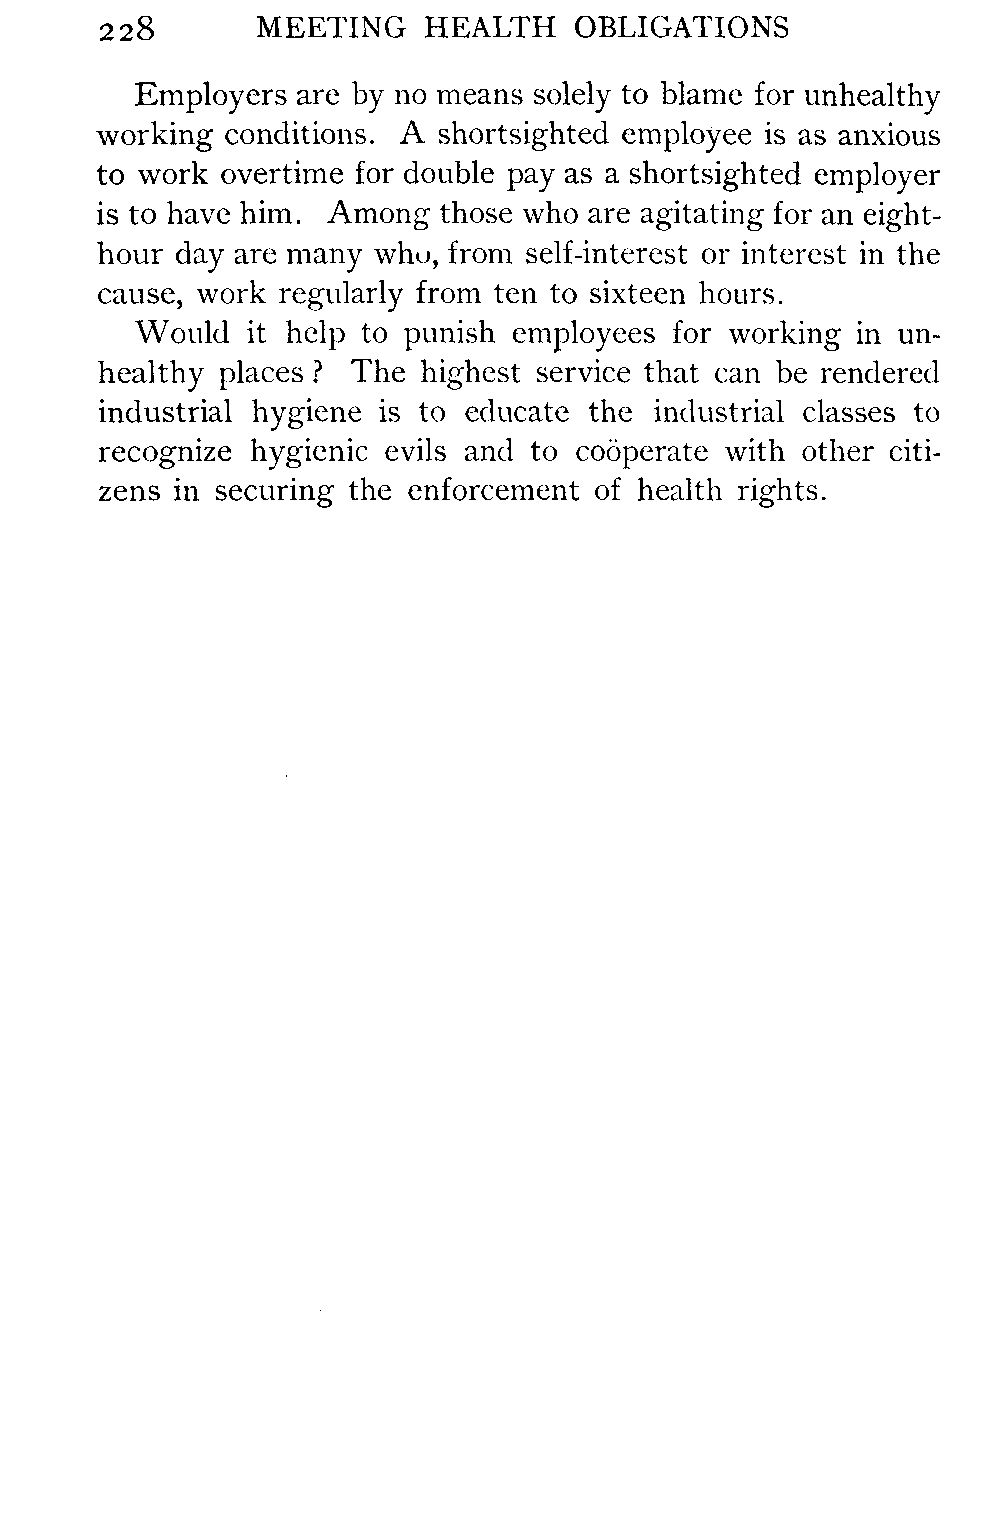 228 MEETING HEALTH OBLIGATIONS
Employers are by no means solely to blame for unhealthy
working conditions. A shortsighted employee is as anxious
to work overtime for double pay as a shortsighted employer
is to have him. Among those who are agitating for an eight-
hour day are many who, from self-interest or interest in the
cause, work regularly from ten to sixteen hours.
Would it help to punish employees for working in un-
healthy places? The highest service that can be rendered
industrial hygiene is to educate the industrial classes to
recognize hygienic evils and to coöperate with other citi-
zens in securing the enforcement of health rights.